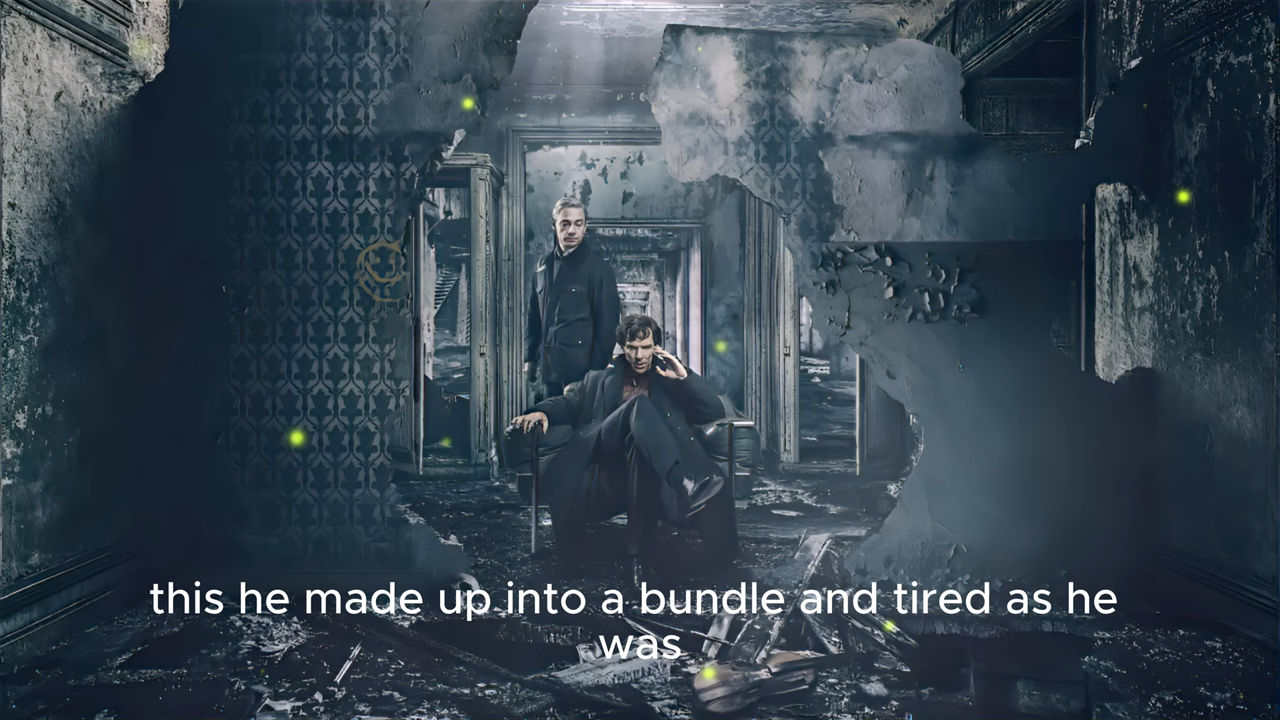 this he made up into a bundle and tired as he
was